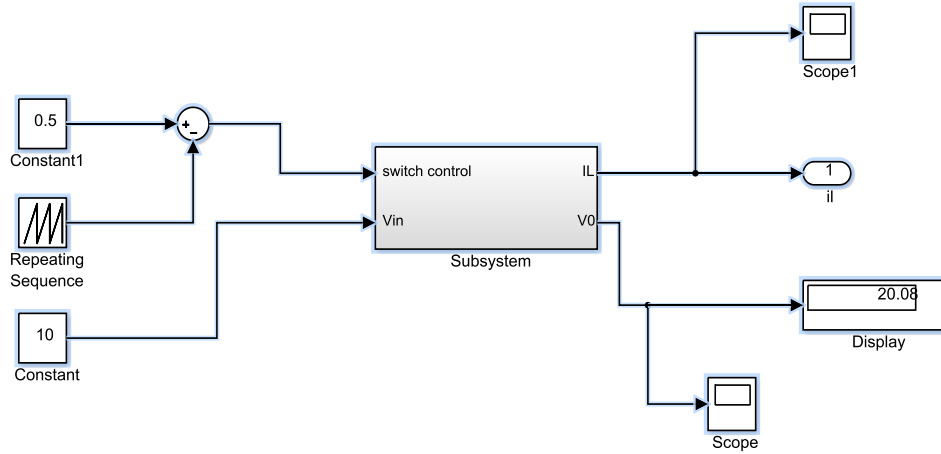 Scope1
0.5
+
−
Constant1
switch control
IL
1
il
Vin
V0
Repeating
Sequence
Subsystem
20.08
Display
10
Constant
Scope